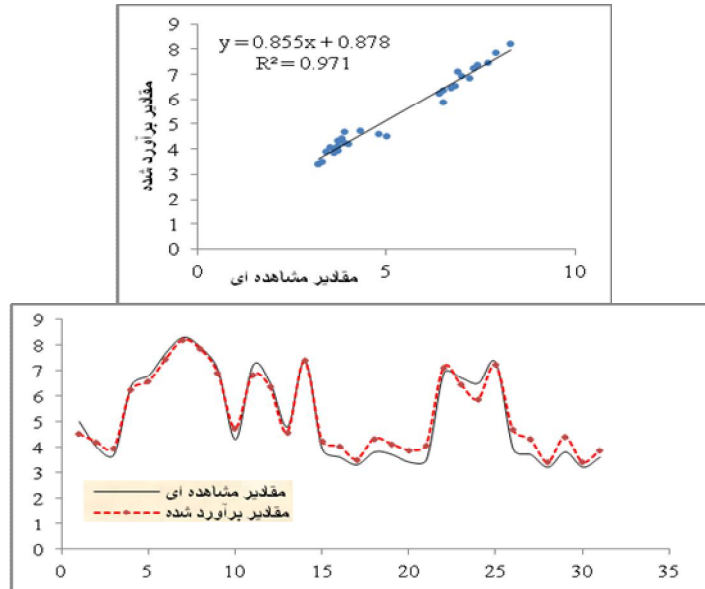 y = 0.855x + 0.878
R² = 0.971
9
8
7
6
5
4
3
2
1
0
مقادیر برآورد شده
0 5 10
مقادیر مشاهده ای
9
8
7
6
5
4
3
2
1
0
مقادیر مشاهده ای
مقادیر برآورد شده
0 5 10 15 20 25 30 35